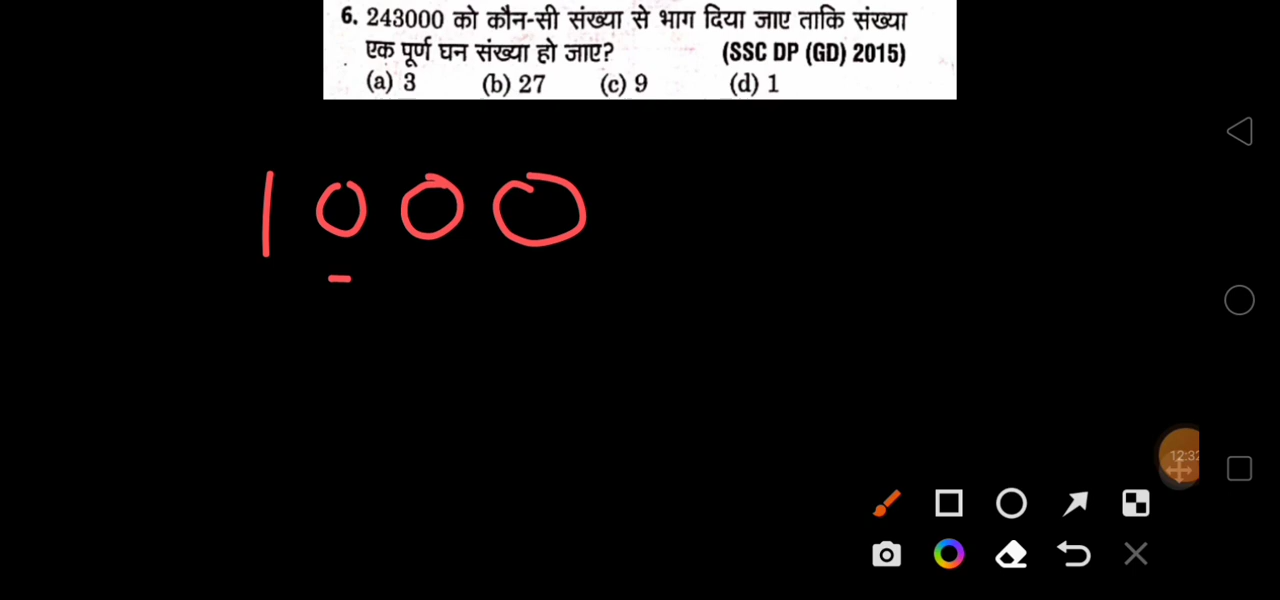 6. 243000 को कौन-सी संख्या से भाग दिया जाए ताकि संख्या
एक पूर्ण घन संख्या हो जाए? (SSC DP (GD) 2015)
(a) 3 (b) 27 (c) 9 (d) 1
1000
12:32